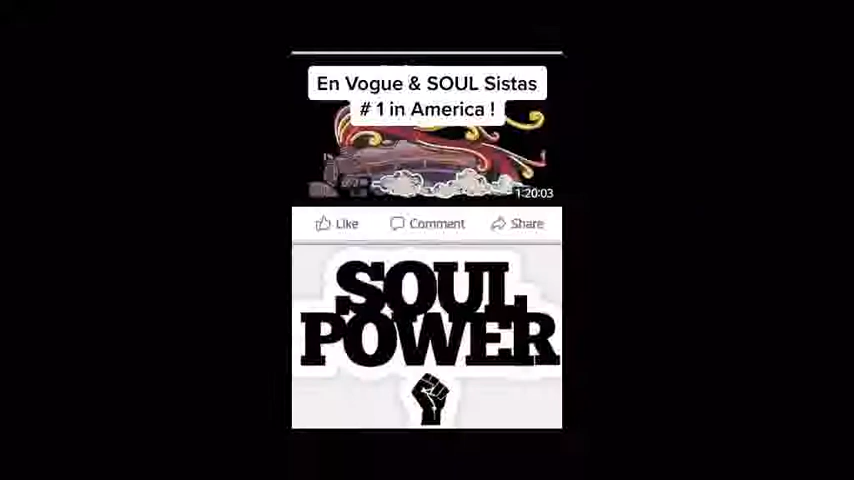 En Vogue & SOUL Sistas
# 1 in America !
1:20:03
Like Comment Share
SOUL
POWER